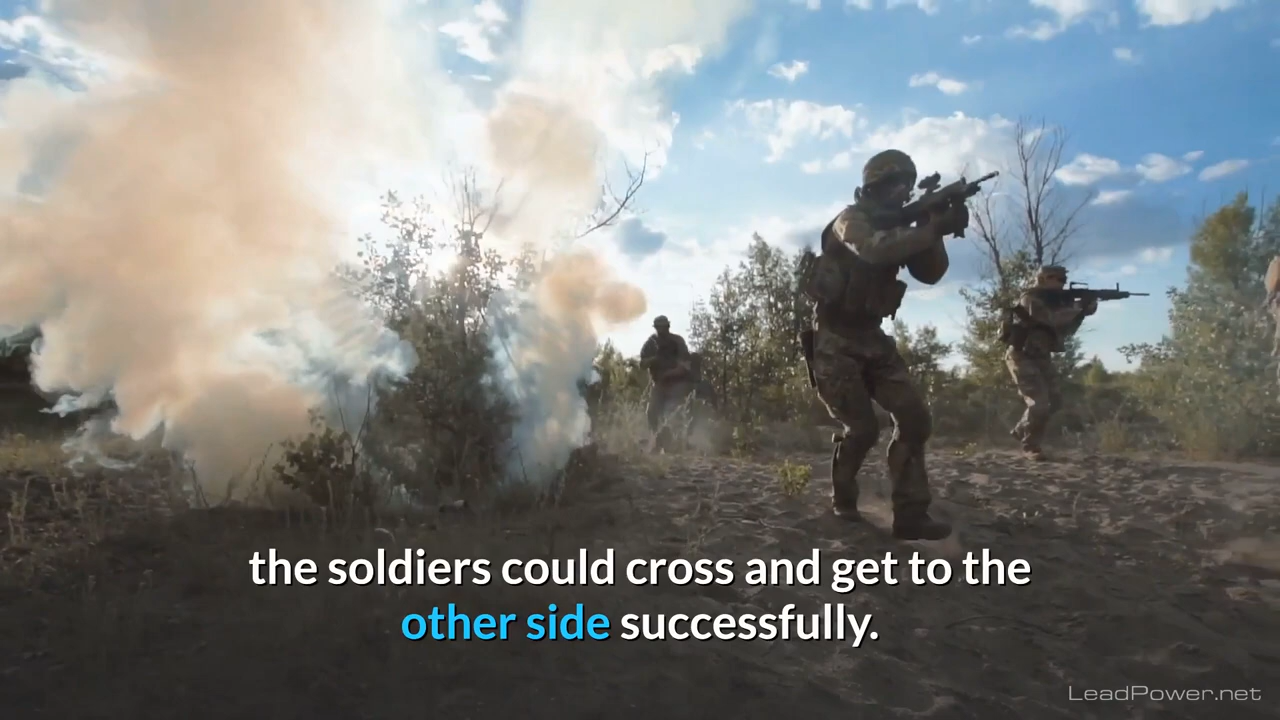 the soldiers could cross and get to the
other side successfully.
LeadPower.net